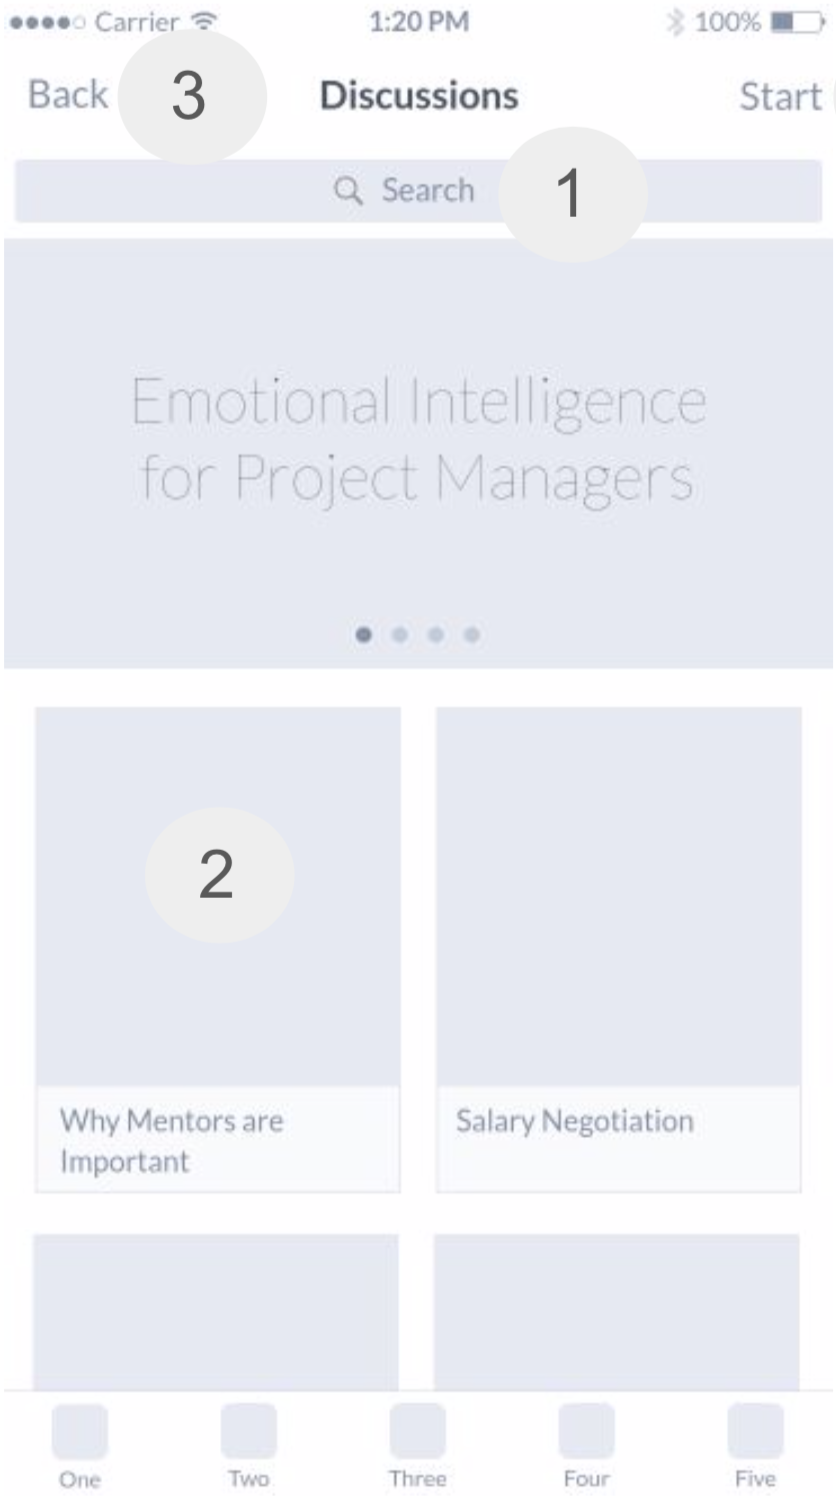 Carrier 1:20 PM 100%
Back 3 Discussions Start
Search 1
Emotional Intelligence
for Project Managers
2
Why Mentors are
Important
Salary Negotiation
One Two Three Four Five